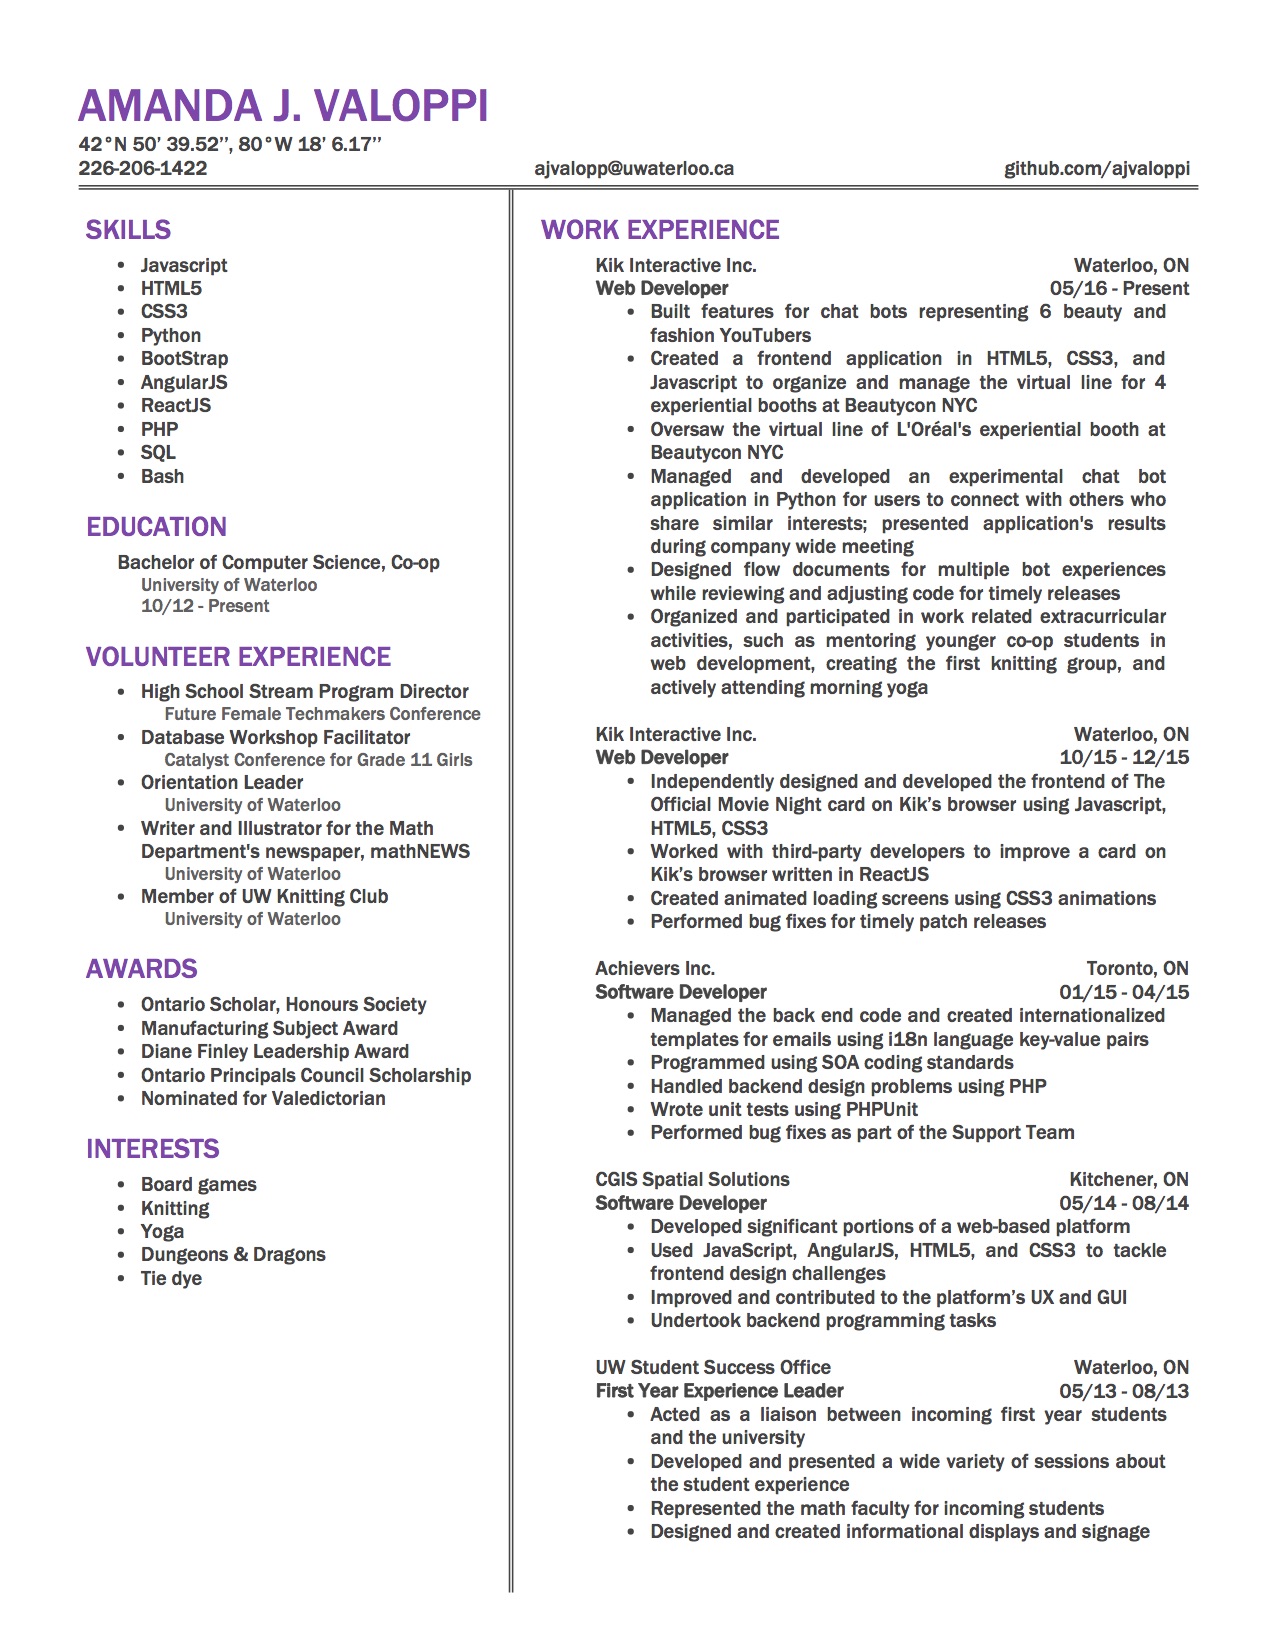 AMANDA J. VALOPPI
42°N 50’ 39.52’’, 80°W 18’ 6.17’’
226-206-1422 ajvalopp@uwaterloo.ca github.com/ajvaloppi
SKILLS
• Javascript
• HTML5
• CSS3
• Python
• BootStrap
• AngularJS
• ReactJS
• PHP
• SQL
• Bash
EDUCATION
Bachelor of Computer Science, Co-op
University of Waterloo
10/12 - Present
VOLUNTEER EXPERIENCE
• High School Stream Program Director
Future Female Techmakers Conference
• Database Workshop Facilitator
Catalyst Conference for Grade 11 Girls
• Orientation Leader
University of Waterloo
• Writer and Illustrator for the Math
Department's newspaper, mathNEWS
University of Waterloo
• Member of UW Knitting Club
University of Waterloo
AWARDS
• Ontario Scholar, Honours Society
• Manufacturing Subject Award
• Diane Finley Leadership Award
• Ontario Principals Council Scholarship
• Nominated for Valedictorian
INTERESTS
• Board games
• Knitting
• Yoga
• Dungeons & Dragons
• Tie dye
WORK EXPERIENCE
Kik Interactive Inc. Waterloo, ON
Web Developer 05/16 - Present
• Built features for chat bots representing 6 beauty and
fashion YouTubers
• Created a frontend application in HTML5, CSS3, and
Javascript to organize and manage the virtual line for 4
experiential booths at Beautycon NYC
• Oversaw the virtual line of L'Oréal's experiential booth at
Beautycon NYC
• Managed and developed an experimental chat bot
application in Python for users to connect with others who
share similar interests; presented application's results
during company wide meeting
• Designed flow documents for multiple bot experiences
while reviewing and adjusting code for timely releases
• Organized and participated in work related extracurricular
activities, such as mentoring younger co-op students in
web development, creating the first knitting group, and
actively attending morning yoga
Kik Interactive Inc. Waterloo, ON
Web Developer 10/15 - 12/15
• Independently designed and developed the frontend of The
Official Movie Night card on Kik’s browser using Javascript,
HTML5, CSS3
• Worked with third-party developers to improve a card on
Kik’s browser written in ReactJS
• Created animated loading screens using CSS3 animations
• Performed bug fixes for timely patch releases
Achievers Inc. Toronto, ON
Software Developer 01/15 - 04/15
• Managed the back end code and created internationalized
templates for emails using i18n language key-value pairs
• Programmed using SOA coding standards
• Handled backend design problems using PHP
• Wrote unit tests using PHPUnit
• Performed bug fixes as part of the Support Team
CGIS Spatial Solutions Kitchener, ON
Software Developer 05/14 - 08/14
• Developed significant portions of a web-based platform
• Used JavaScript, AngularJS, HTML5, and CSS3 to tackle
frontend design challenges
• Improved and contributed to the platform’s UX and GUI
• Undertook backend programming tasks
UW Student Success Office Waterloo, ON
First Year Experience Leader 05/13 - 08/13
• Acted as a liaison between incoming first year students
and the university
• Developed and presented a wide variety of sessions about
the student experience
• Represented the math faculty for incoming students
• Designed and created informational displays and signage